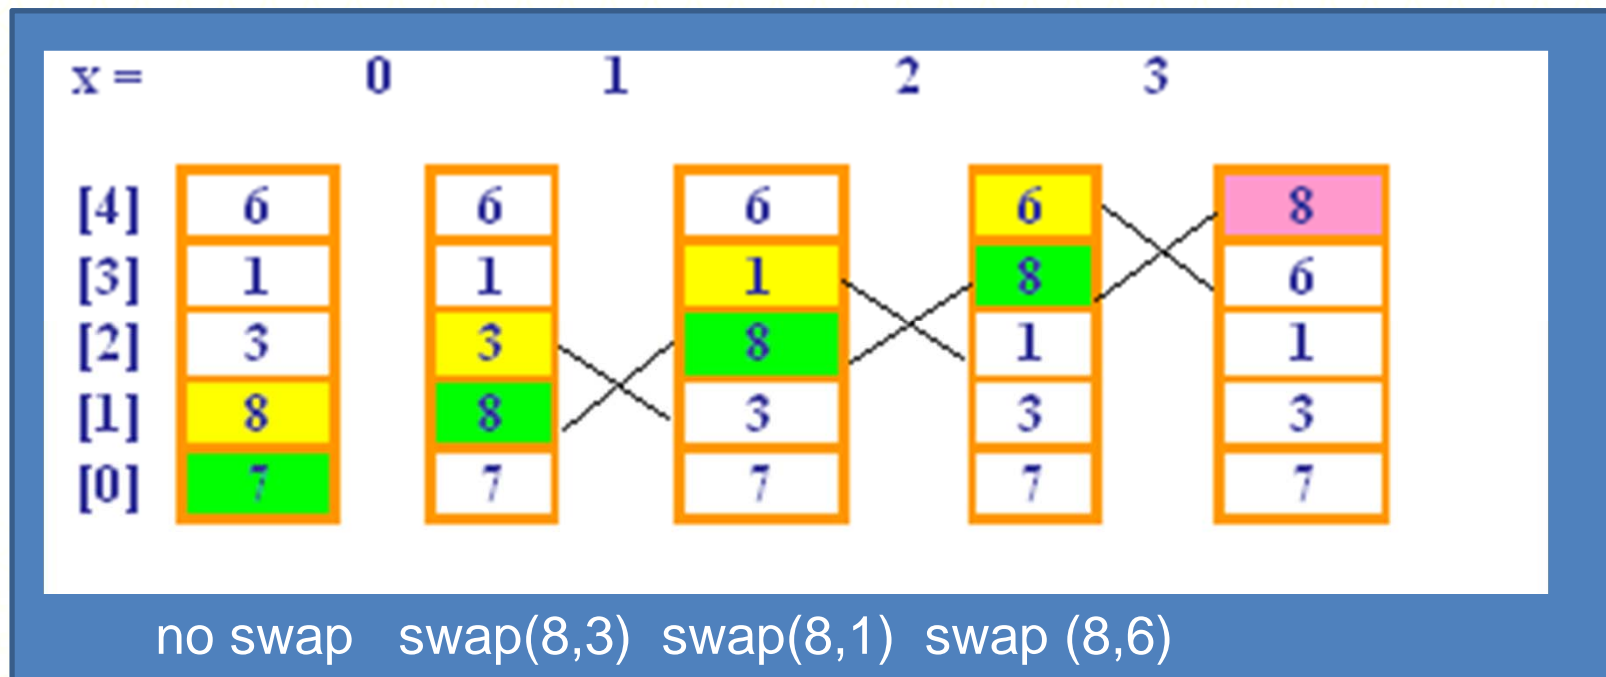 x = 0 1 2 3
[4] 6 6 6 6 8
[3] 1 1 1 8 6
[2] 3 3 8 1 1
[1] 8 8 3 3 3
[0] 7 7 7 7 7
no swap swap(8,3) swap(8,1) swap (8,6)